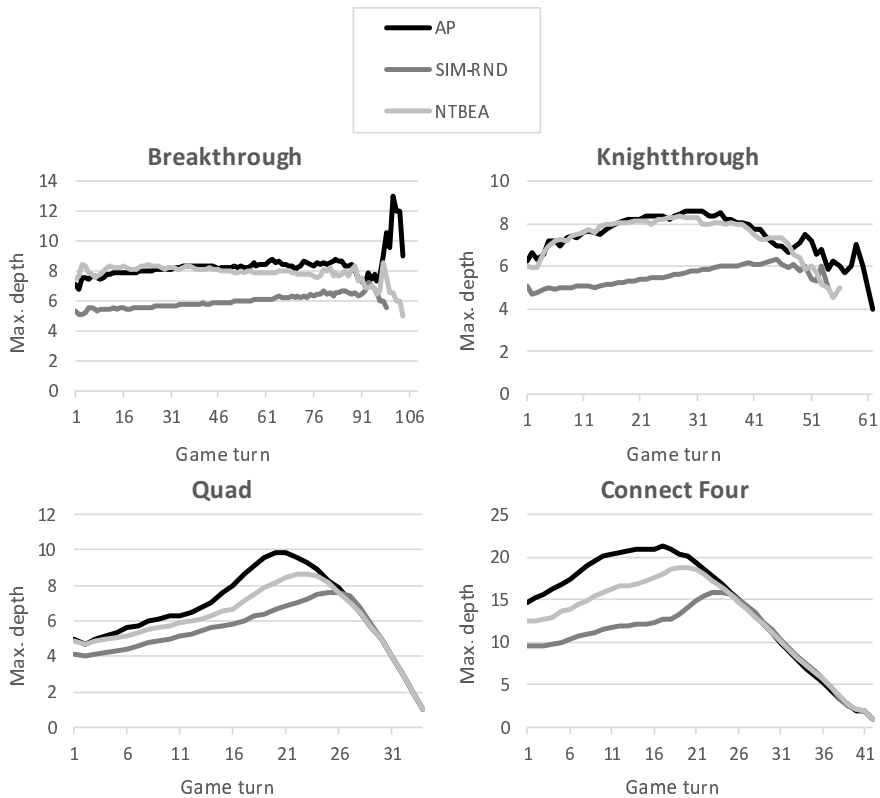 AP
SIM-RND
NTBEA
Breakthrough
14
12
10
8
6
4
2
0
Max. depth
1 16 31 46 61 76 91 106
Game turn
Knightthrough
10
8
6
4
2
0
Max. depth
1 11 21 31 41 51 61
Game turn
Quad
12
10
8
6
4
2
0
Max. depth
1 6 11 16 21 26 31
Game turn
Connect Four
25
20
15
10
5
0
Max. depth
1 6 11 16 21 26 31 36 41
Game turn